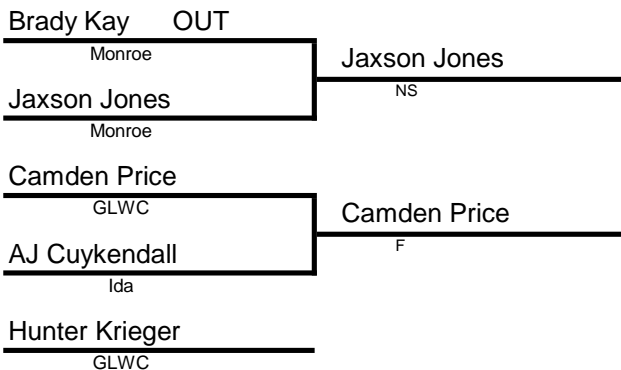 Brady Kay OUT
Monroe
Jaxson Jones
NS
Jaxson Jones
Monroe
Camden Price
GLWC
Camden Price
F
AJ Cuykendall
Ida
Hunter Krieger
GLWC